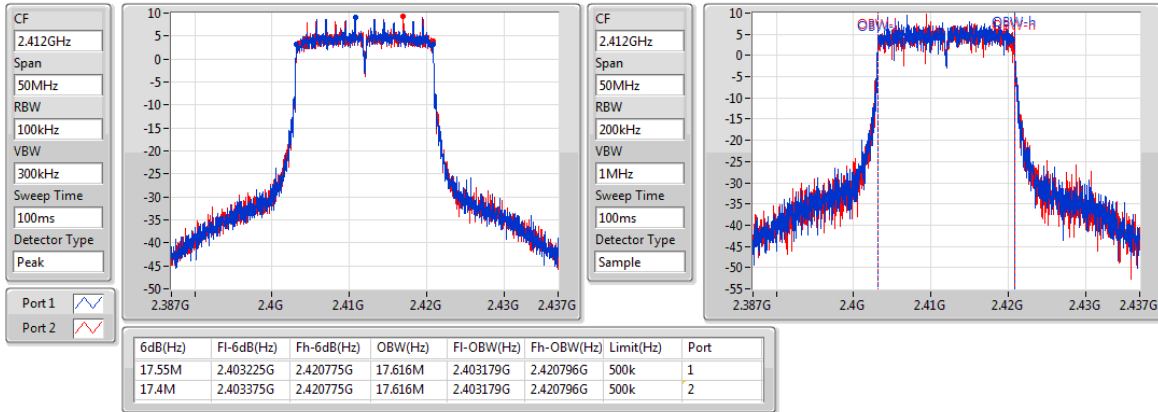 CF
2.412GHz
Span
50MHz
RBW
100kHz
VBW
300kHz
Sweep Time
100ms
Detector Type
Peak
Port 1
Port 2
10
5
0
-5
-10
-15
-20
-25
-30
-35
-40
-45
-50
2.387G 2.4G 2.41G 2.42G 2.43G 2.437G
CF
2.412GHz
Span
50MHz
RBW
200kHz
VBW
1MHz
Sweep Time
100ms
Detector Type
Sample
OBW-h
10
5
0
-5
-10
-15
-20
-25
-30
-35
-40
-45
-50
-55
2.387G 2.4G 2.41G 2.42G 2.43G 2.437G
6dB(Hz) Fl-6dB(Hz) Fh-6dB(Hz) OBW(Hz) Fl-OBW(Hz) Fh-OBW(Hz) Limit(Hz) Port
17.55M 2.403225G 2.420775G 17.616M 2.403179G 2.420796G 500k 1
17.4M 2.403375G 2.420775G 17.616M 2.403179G 2.420796G 500k 2